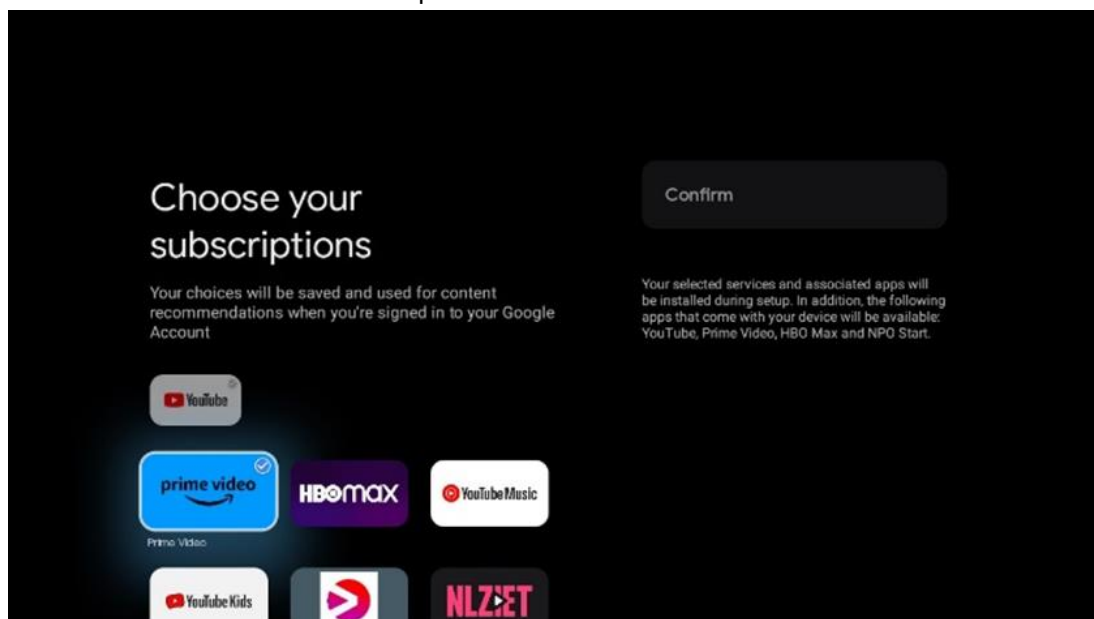 Choose your
subscriptions
Your choices will be saved and used for content
recommendations when you're signed in to your Google
Account
YouTube
prime video
HBOmax
YouTube Music
Prime Video
YouTube Kids
NLZIET
Confirm
Your selected services and associated apps will
be installed during setup. In addition, the following
apps that come with your device will be available:
YouTube, Prime Video, HBO Max and NPO Start.